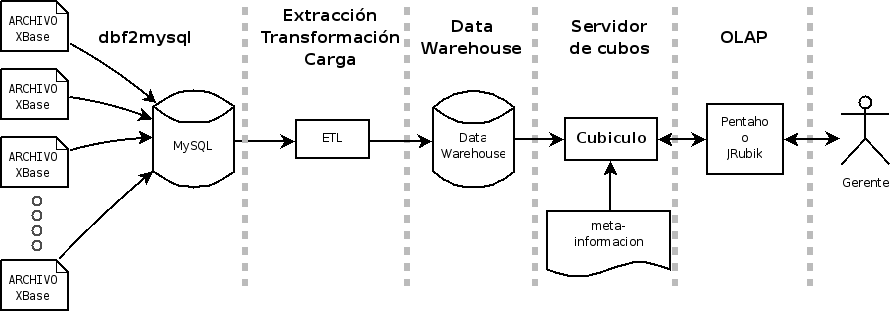 ARCHIVO
XBase
ARCHIVO
XBase
ARCHIVO
XBase
ARCHIVO
XBase
dbf2mysql
MySQL
Extracción
Transformación
Carga
ETL
Data
Warehouse
Data
Warehouse
Servidor
de cubos
Cubiculo
meta-
informacion
OLAP
Pentaho
o
JRubik
Gerente